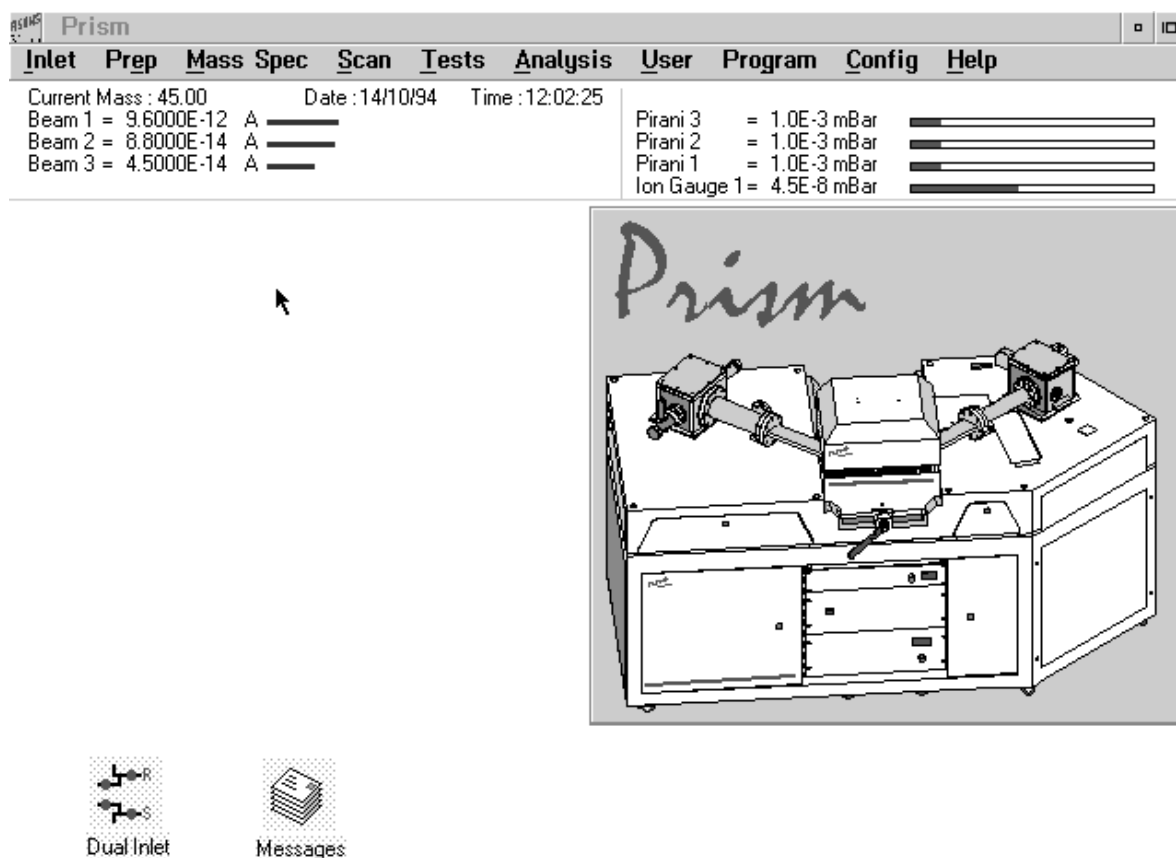 Prism
Inlet Prep Mass Spec Scan Tests Analysis User Program Config Help
Current Mass : 45.00 Date : 14/10/94 Time : 12:02:25
Beam 1 = 9.6000E-12 A
Beam 2 = 8.8000E-14 A
Beam 3 = 4.5000E-14 A
Pirani 3 = 1.0E-3 mBar
Pirani 2 = 1.0E-3 mBar
Pirani 1 = 1.0E-3 mBar
Ion Gauge 1 = 4.5E-8 mBar
Prism
R
S
Dual Inlet
Messages